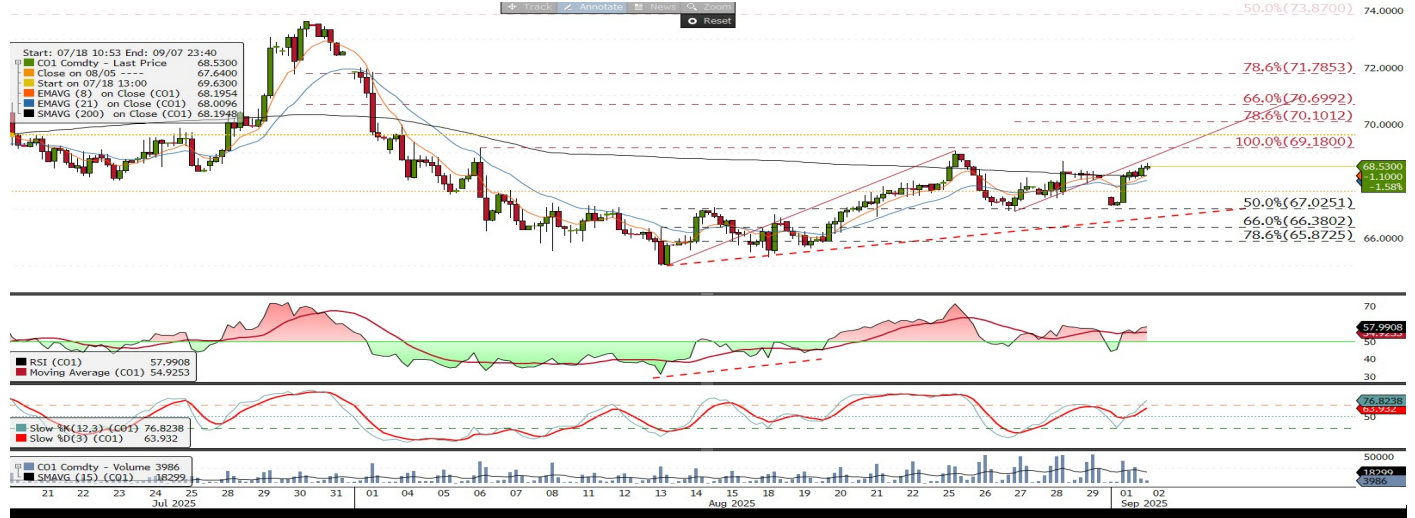 Track Annotate News Zoom
Reset
50.0%(73.8700)
74.0000
Start: 07/18 10:53 End: 09/07 23:40
CO1 Comdty - Last Price 68.5300
Close on 08/05 ---- 67.6400
Start on 07/18 13:00 69.6300
EMAVG (8) on Close (CO1) 68.1954
EMAVG (21) on Close (CO1) 68.0096
SMAVG (200) on Close (CO1) 68.1948
72.0000
78.6%(71.7853)
66.0%(70.6992)
78.6%(70.1012)
70.0000
100.0%(69.1800)
68.5300
-1.1000
-1.58%
50.0%(67.0251)
66.0%(66.3802)
78.6%(65.8725)
66.0000
70
57.9908
50
40
30
RSI (CO1) 57.9908
Moving Average (CO1) 54.9253
76.8238
63.932
50
Slow %K(12,3) (CO1) 76.8238
Slow %D(3) (CO1) 63.932
50000
18299
3986
CO1 Comdty - Volume 3986
SMAVG (15) (CO1) 18299
21 22 23 24 25 28 29 30 31 01 04 05 06 07 08 11 12 13 14 15 18 19 20 21 22 25 26 27 28 29 01 02
Jul 2025 Aug 2025 Sep 2025